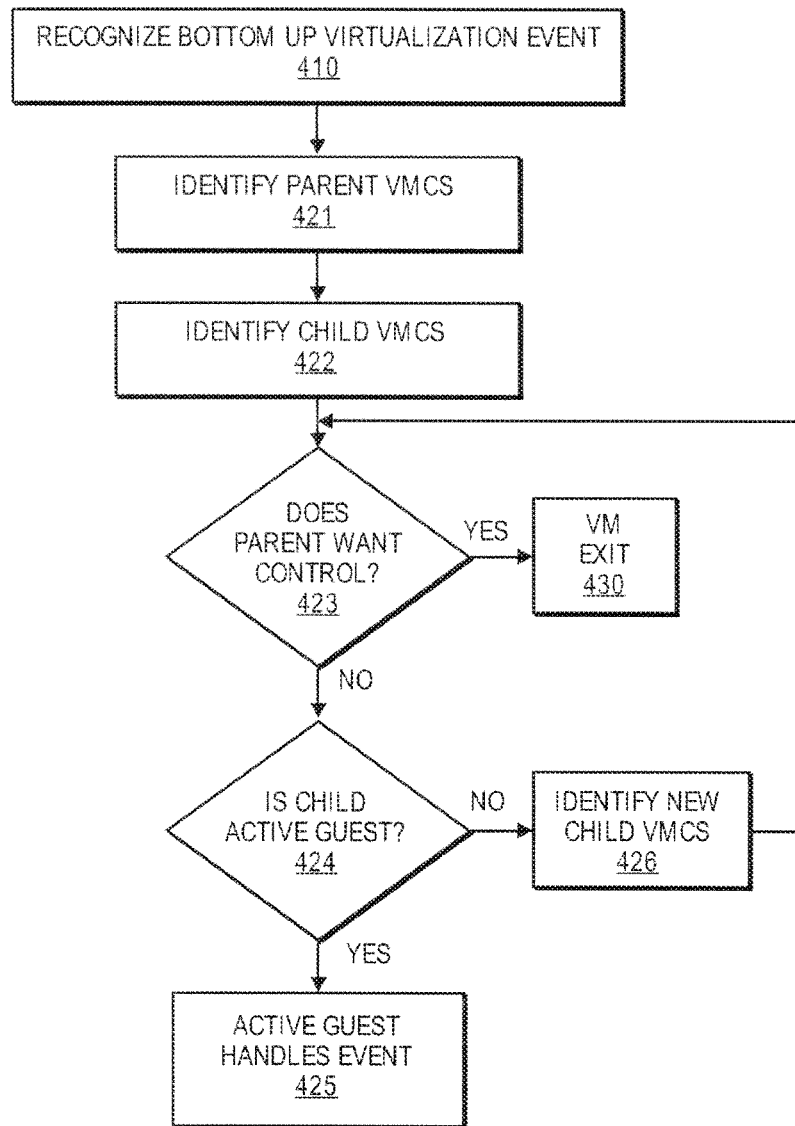 RECOGNIZE BOTTOM UP VIRTUALIZATION EVENT
410
IDENTIFY PARENT VMCS
421
IDENTIFY CHILD VMCS
422
DOES
PARENT WANT
CONTROL?
423
YES
VM
EXIT
430
NO
IS CHILD
ACTIVE GUEST?
424
NO
IDENTIFY NEW
CHILD VMCS
426
YES
ACTIVE GUEST
HANDLES EVENT
425